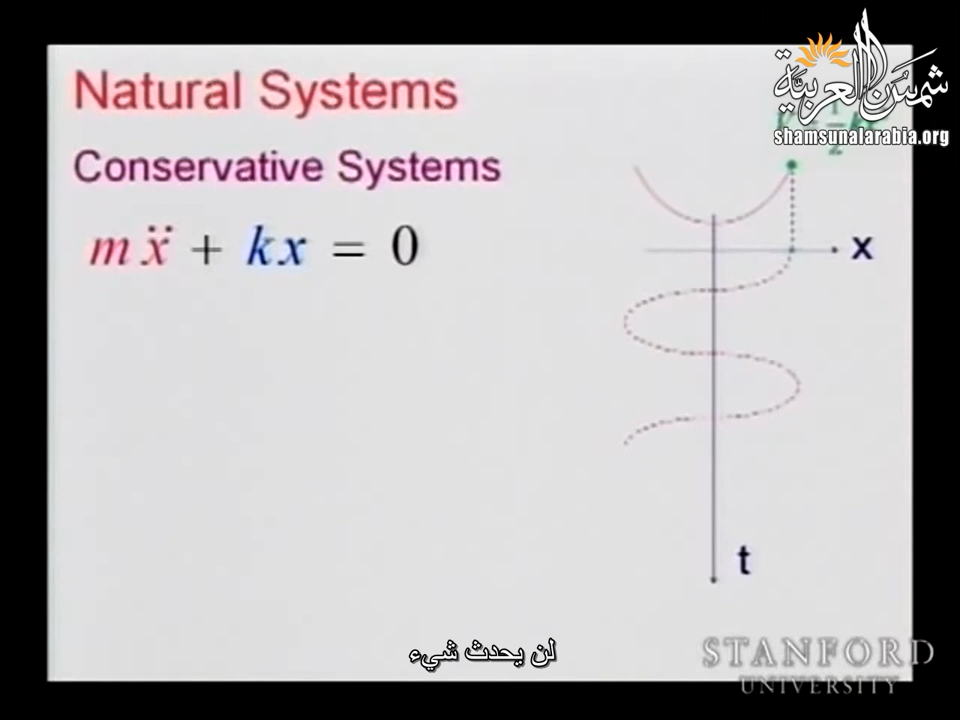 Natural Systems
شمس العربية
shamsunalarabia.org
Conservative Systems
mẍ + kx = 0
x
t
لن يحدث شيء
STANFORD
UNIVERSITY